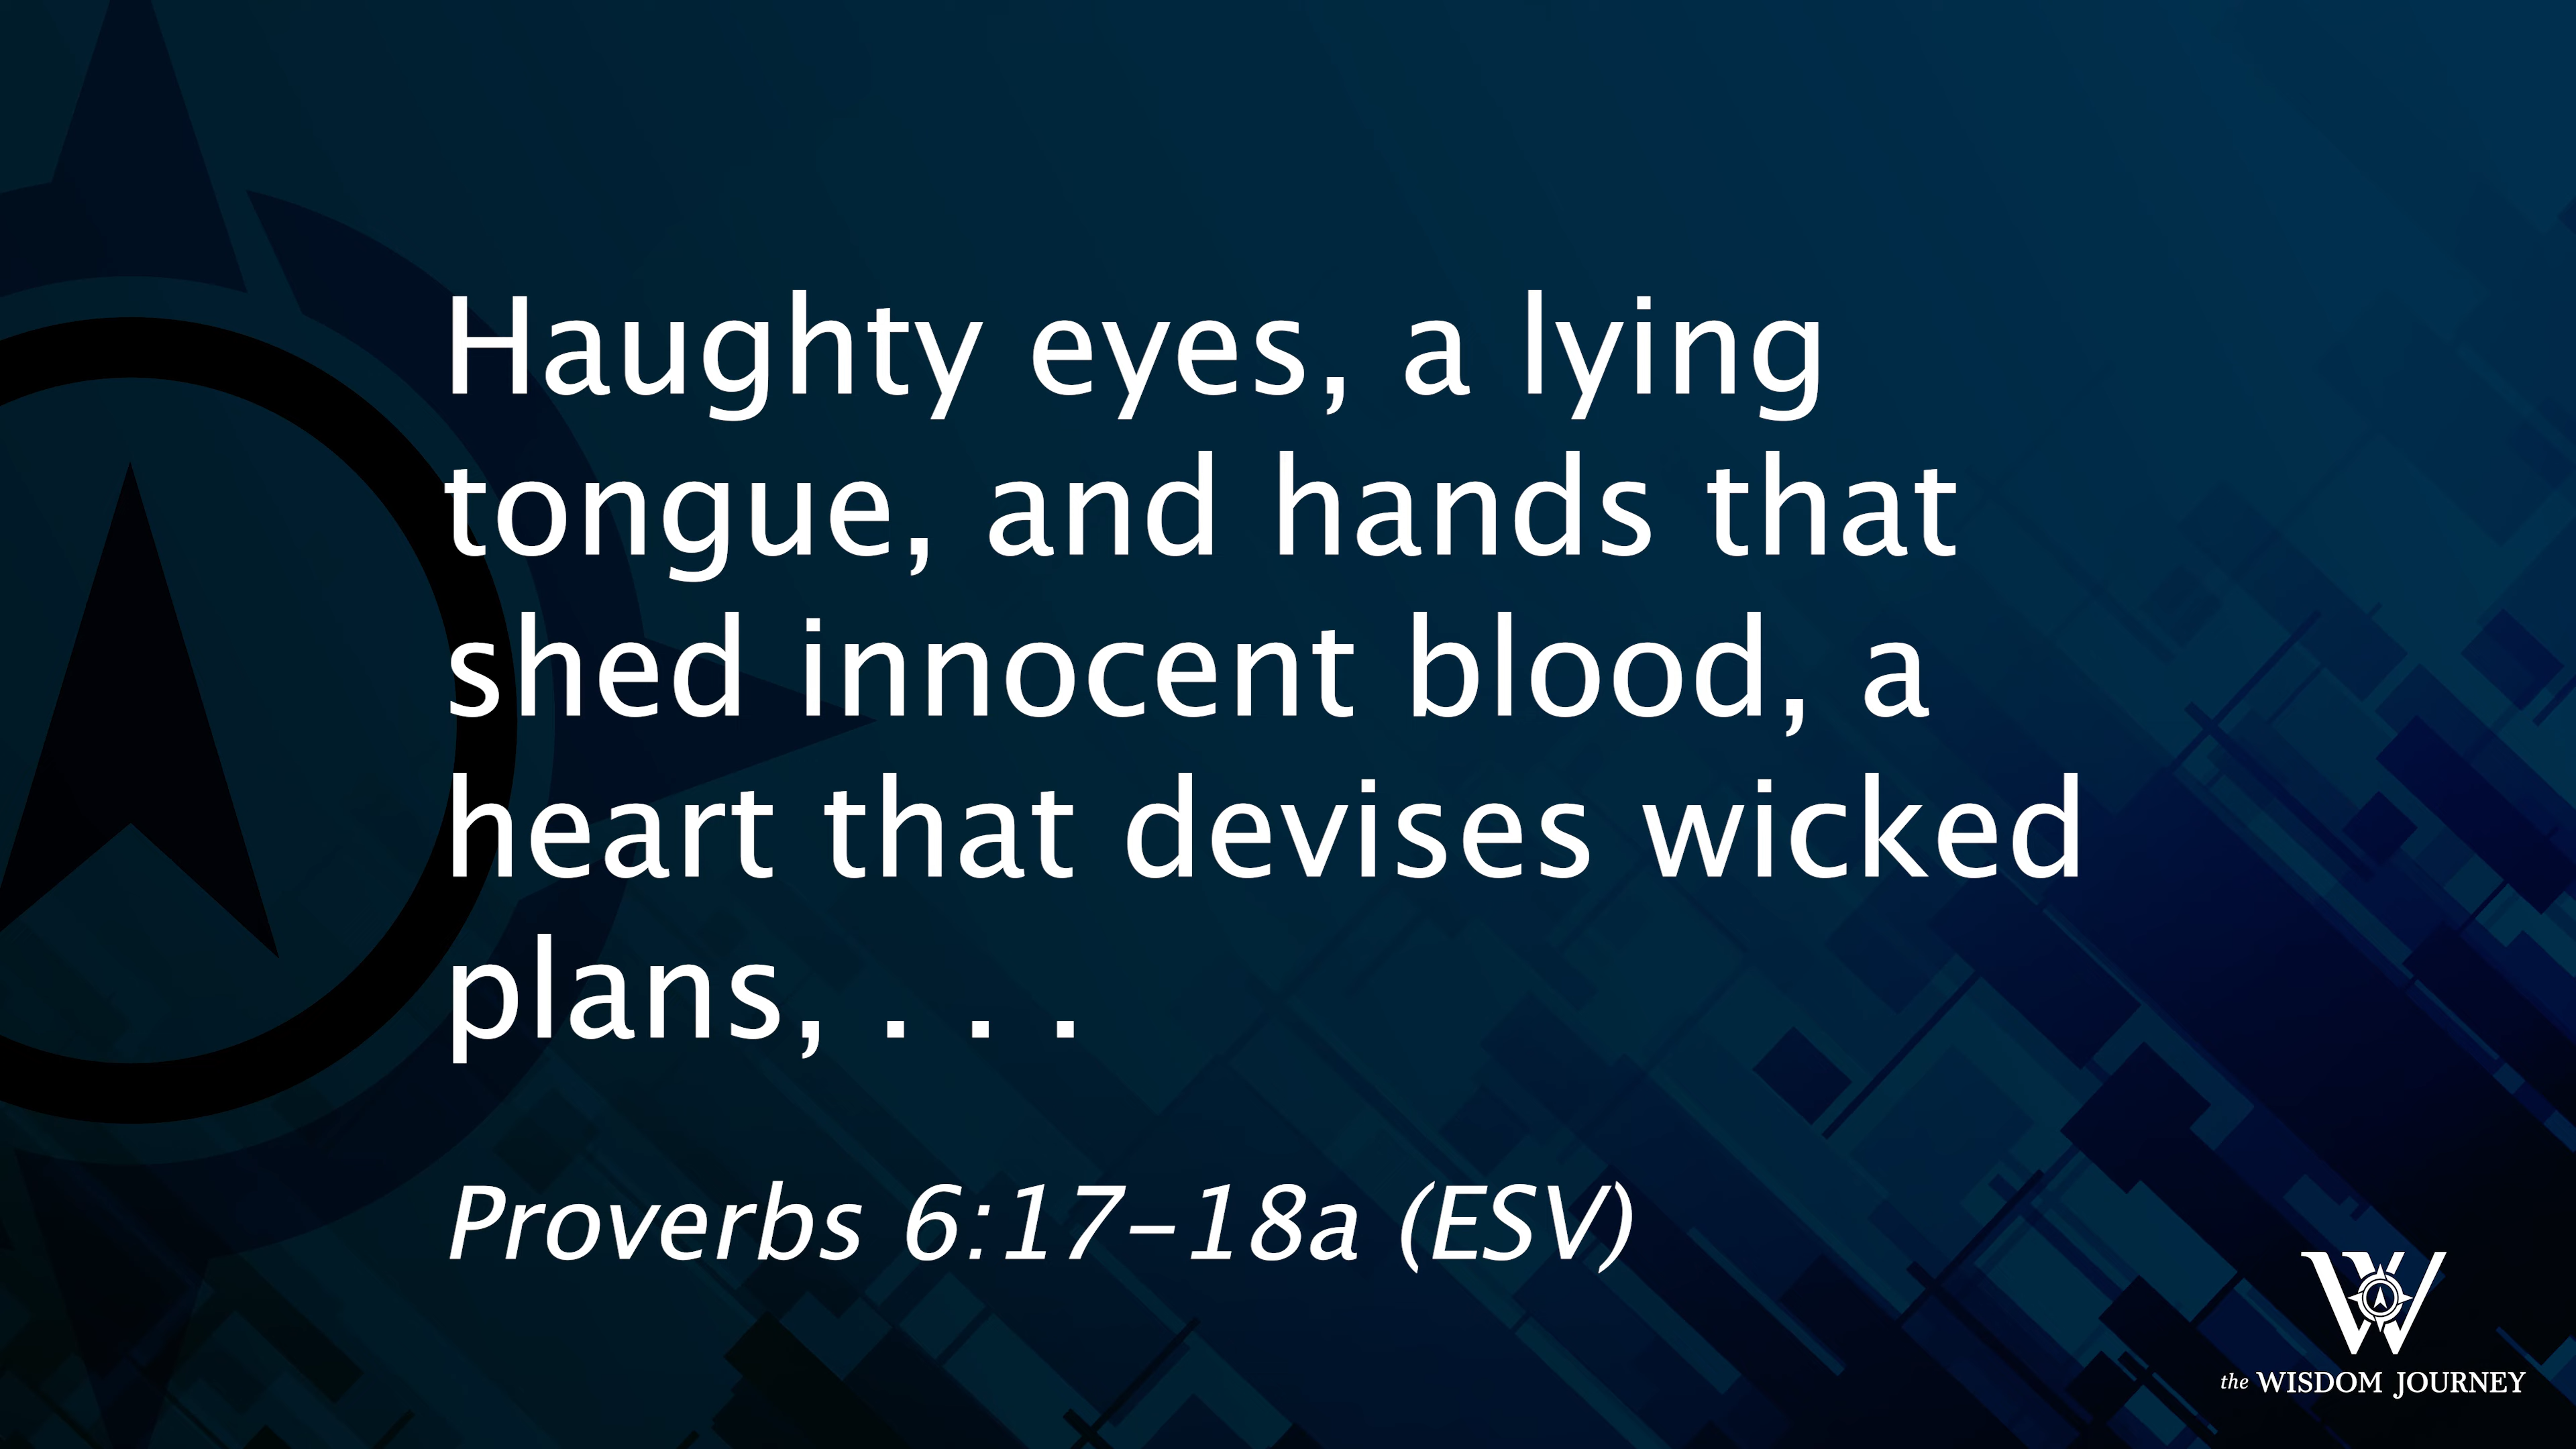 Haughty eyes, a lying
tongue, and hands that
shed innocent blood, a
heart that devises wicked
plans, . . .
Proverbs 6:17–18a (ESV)
W
the WISDOM JOURNEY